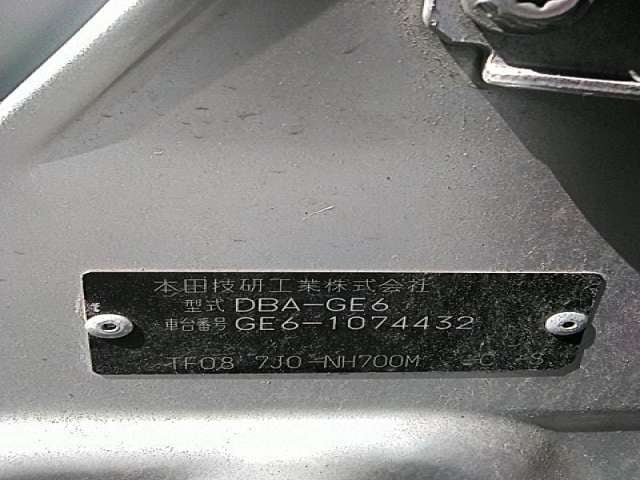 本田技研工業株式会社
型式 DBA-GE6
車台番号 GE6-1074432
TF08 7J0-NH700M -C -S